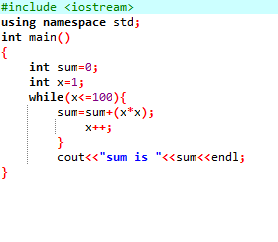 #include <iostream>
using namespace std;
int main()
{
    int sum=0;
    int x=1;
    while(x<=100){
        sum=sum+(x*x);
            x++;
        }
        cout<<"sum is "<<sum<<endl;
}